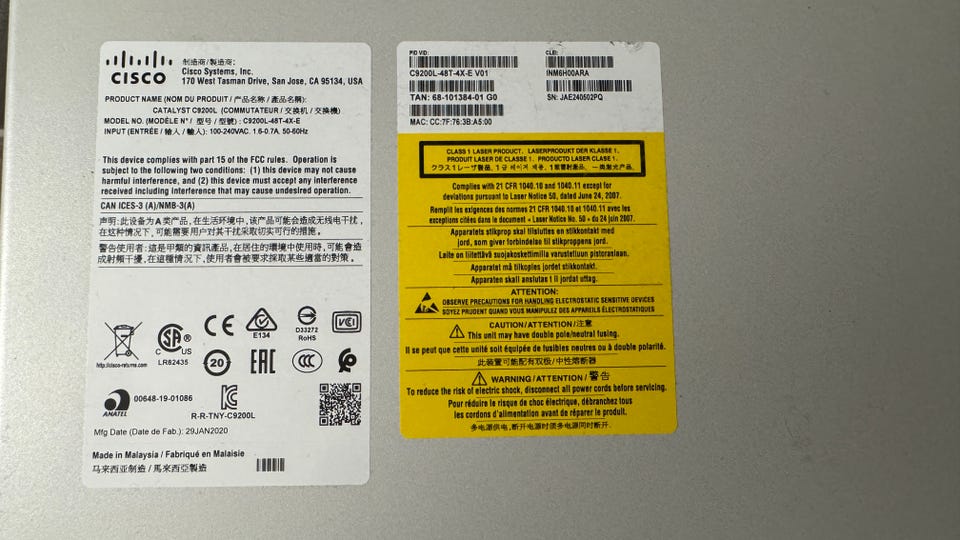 CISCO
制造商/製造商:
Cisco Systems, Inc.
170 West Tasman Drive, San Jose, CA 95134, USA
PRODUCT NAME (NOM DU PRODUIT / 产品名称 / 產品名稱):
CATALYST C9200L (COMMUTATEUR / 交换机 / 交換機)
MODEL NO. (MODÈLE N° / 型号 / 型號) : C9200L-48T-4X-E
INPUT (ENTRÉE / 输入 / 輸入): 100-240VAC. 1.6-0.7A. 50-60Hz
This device complies with part 15 of the FCC rules. Operation is
subject to the following two conditions: (1) this device may not cause
harmful interference, and (2) this device must accept any interference
received including interference that may cause undesired operation.
CAN ICES-3 (A)/NMB-3(A)
声明: 此设备为A类产品, 在生活环境中, 该产品可能会造成无线电干扰,
在这种情况下, 可能需要用户对其干扰采取切实可行的措施.
警告使用者: 這是甲類的資訊產品, 在居住的環境中使用時, 可能會造
成射頻干擾, 在這種情況下, 使用者會被要求採取某些適當的對策.
http://cisco-returns.com
SA
C US
LR82435
CE
E134
D33272
RoHS
VCI
20
EAC
CCC
ANATEL
00648-19-01086
R-R-TNY-C9200L
Mfg Date (Date de Fab.): 29JAN2020
Made in Malaysia / Fabriqué en Malaisie
马来西亚制造 / 馬來西亞製造
PID VID:
C9200L-48T-4X-E V01
TAN: 68-101384-01 G0
MAC: CC:7F:76:3B:A5:00
CLEI:
INM6H00ARA
SN: JAE240502PQ
CLASS 1 LASER PRODUCT. LASERPRODUKT DER KLASSE 1.
PRODUIT LASER DE CLASSE 1. PRODUCTO LASER CLASE 1.
クラス1レーザ製品. 1급 레이저 제품. 1類雷射產品. 一类激光产品.
Complies with 21 CFR 1040.10 and 1040.11 except for
deviations pursuant to Laser Notice 50, dated June 24, 2007.
Remplit les exigences des normes 21 CFR 1040.10 et 1040.11 avec les
exceptions citées dans le document « Laser Notice No. 50 » du 24 juin 2007.
Apparatets stikprop skal tilsluttes en stikkontakt med
jord, som giver forbindelse til stikproppens jord.
Laite on liitettävä suojakoskettimilla varustetluun pistorasiaan.
Apparatet må tilkoples jordet stikkontakt.
Apparaten skall anslutas t ll jordat uttag.
ATTENTION:
OBSERVE PRECAUTIONS FOR HANDLING ELECTROSTATIC SENSITIVE DEVICES
SOYEZ PRUDENT QUAND VOUS MANIPULEZ DES APPAREILS ÉLECTROSTATIQUES
CAUTION/ATTENTION/注意
This unit may have double pole/neutral fusing.
Il se peut que cette unité soit équipée de fusibles neutres ou à double polarité.
此装置可能配有双极/中性熔断器
WARNING/ATTENTION/警告
To reduce the risk of electric shock, disconnect all power cords before servicing.
Pour réduire le risque de choc électrique, débranchez tous
les cordons d'alimentation avant de réparer le produit.
多电源供电, 断开电源时须多电源同时断开.